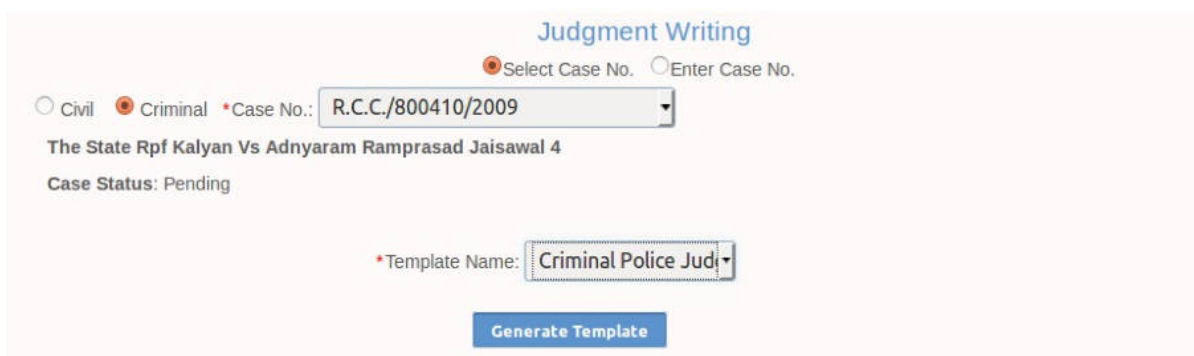 Judgment Writing
Select Case No. Enter Case No.
Civil Criminal *Case No.: R.C.C./800410/2009
The State Rpf Kalyan Vs Adnyaram Ramprasad Jaisawal 4
Case Status: Pending
*Template Name: Criminal Police Jud
Generate Template